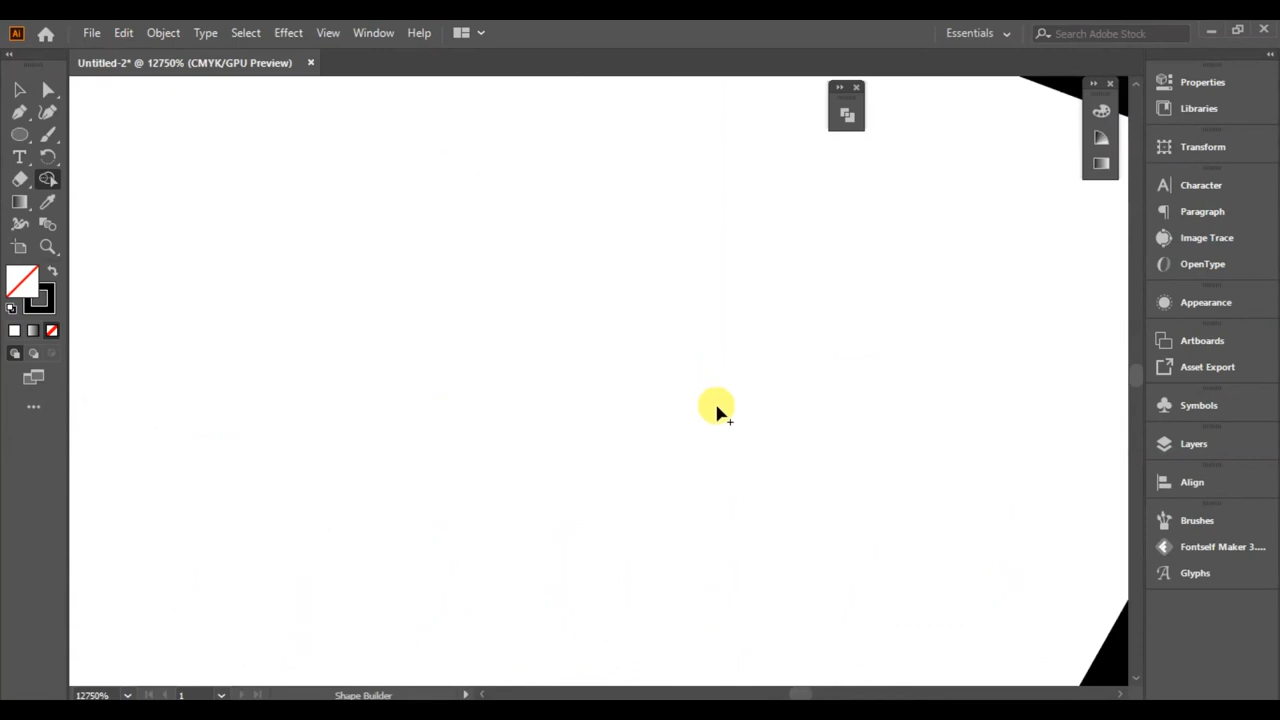 Ai
File Edit Object Type Select Effect View Window Help
Essentials
Search Adobe Stock
Untitled-2* @ 12750% (CMYK/GPU Preview)
Properties
Libraries
Transform
Character
Paragraph
Image Trace
OpenType
Appearance
Artboards
Asset Export
Symbols
Layers
Align
Brushes
Fontself Maker 3....
Glyphs
12750%
1
Shape Builder